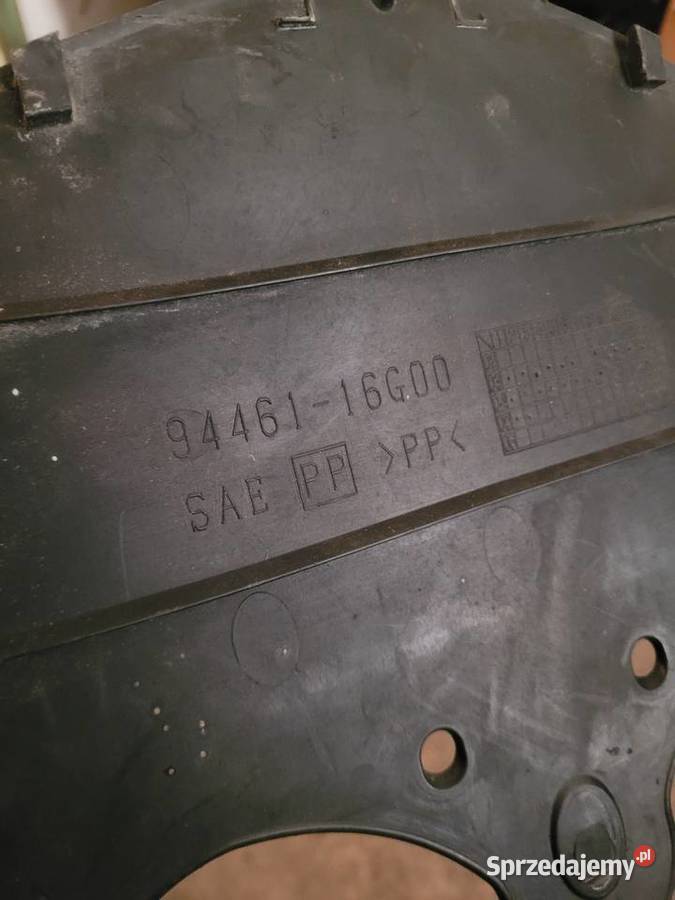 94461-16G00
SAE PP >PP<
Sprzedajemy.pl